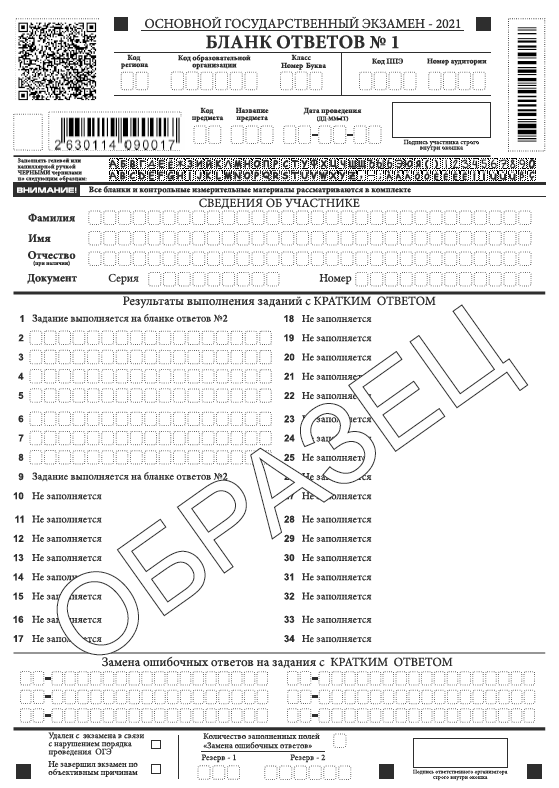 ОСНОВНОЙ ГОСУДАРСТВЕННЫЙ ЭКЗАМЕН - 2021
БЛАНК ОТВЕТОВ № 1
Код региона
Код образовательной организации
Класс
Номер Буква
Код ППЭ
Номер аудитории
Код предмета
Название предмета
Дата проведения
(ДД-ММ-ГГ)
2 630114 090017
Подпись участника строго внутри окошка
Заполнять гелевой или
капиллярной ручкой
ЧЕРНЫМИ чернилами
по следующим образцам:
ВНИМАНИЕ! Все бланки и контрольные измерительные материалы рассматриваются в комплекте
СВЕДЕНИЯ ОБ УЧАСТНИКЕ
Фамилия
Имя
Отчество
(при наличии)
Документ Серия Номер
Результаты выполнения заданий с КРАТКИМ ОТВЕТОМ
1 Задание выполняется на бланке ответов №2
2
3
4
5
6
7
8
9 Задание выполняется на бланке ответов №2
10 Не заполняется
11 Не заполняется
12 Не заполняется
13 Не заполняется
14 Не заполняется
15 Не заполняется
16 Не заполняется
17 Не заполняется
18 Не заполняется
19 Не заполняется
20 Не заполняется
21 Не заполняется
22 Не заполняется
23 Не заполняется
24 Не заполняется
25 Не заполняется
Не заполняется
Не заполняется
28 Не заполняется
29 Не заполняется
30 Не заполняется
31 Не заполняется
32 Не заполняется
33 Не заполняется
34 Не заполняется
ОБРАЗЕЦ
Замена ошибочных ответов на задания с КРАТКИМ ОТВЕТОМ
Удален с экзамена в связи
с нарушением порядка
проведения ОГЭ
Не завершил экзамен по
объективным причинам
Количество заполненных полей
«Замена ошибочных ответов»
Резерв - 1
Резерв - 2
Подпись ответственного организатора
строго внутри окошка